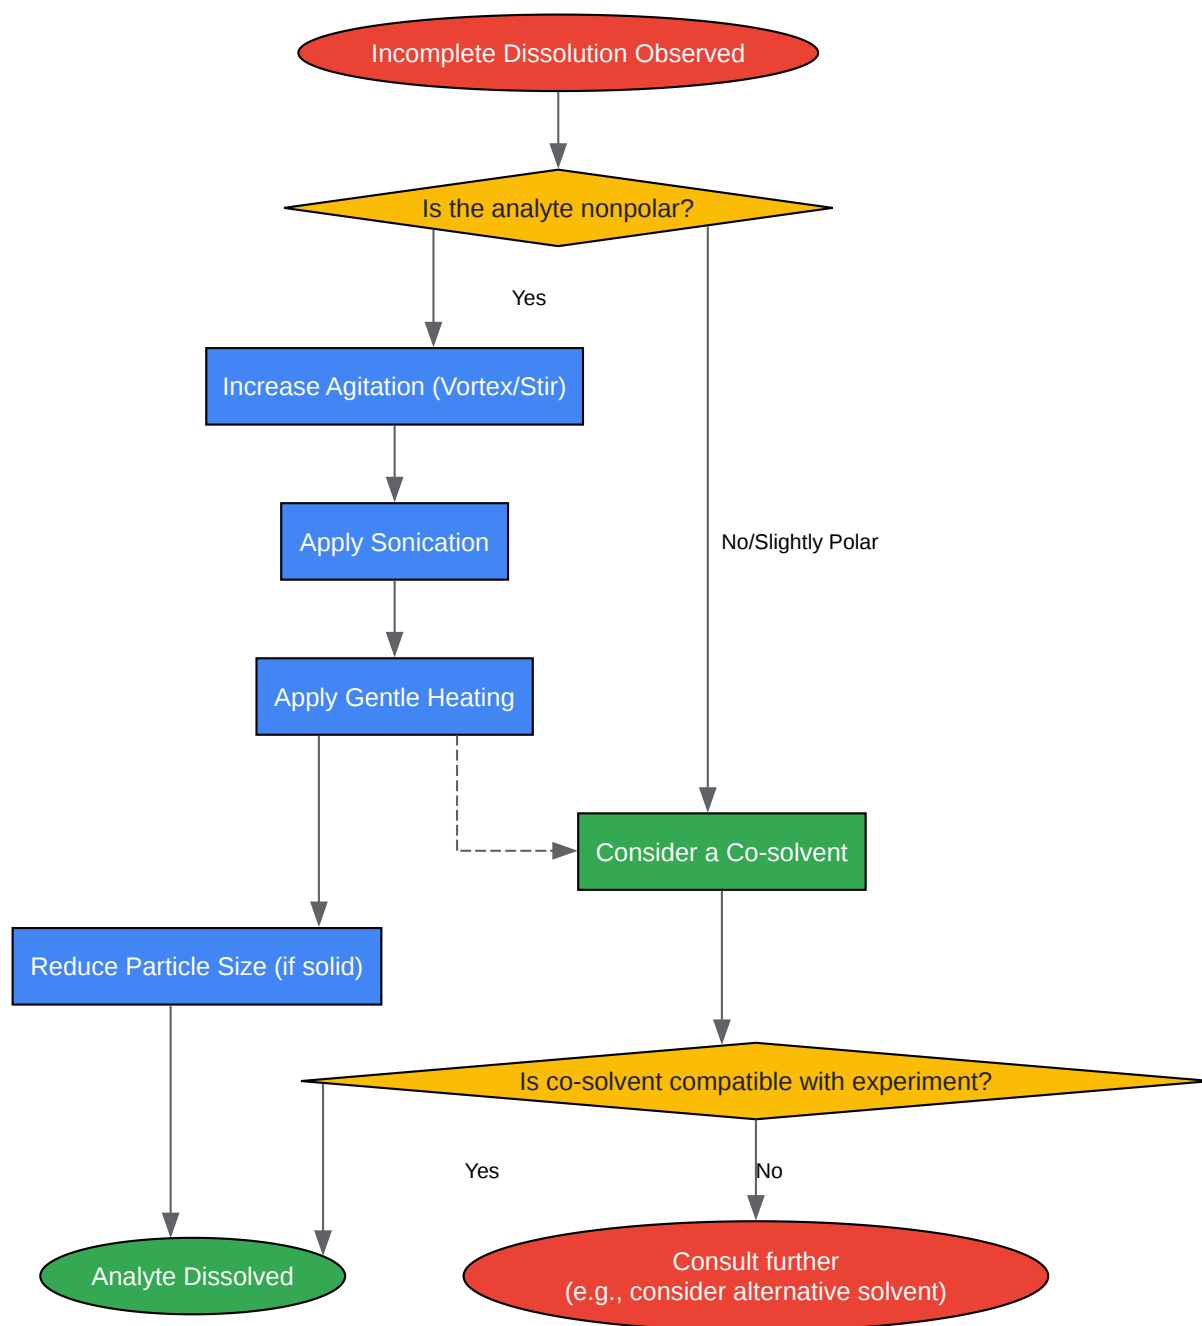 Incomplete Dissolution Observed
Is the analyte nonpolar?
Yes
Increase Agitation (Vortex/Stir)
Apply Sonication
No/Slightly Polar
Apply Gentle Heating
Consider a Co-solvent
Reduce Particle Size (if solid)
Is co-solvent compatible with experiment?
Yes
No
Analyte Dissolved
Consult further
(e.g., consider alternative solvent)